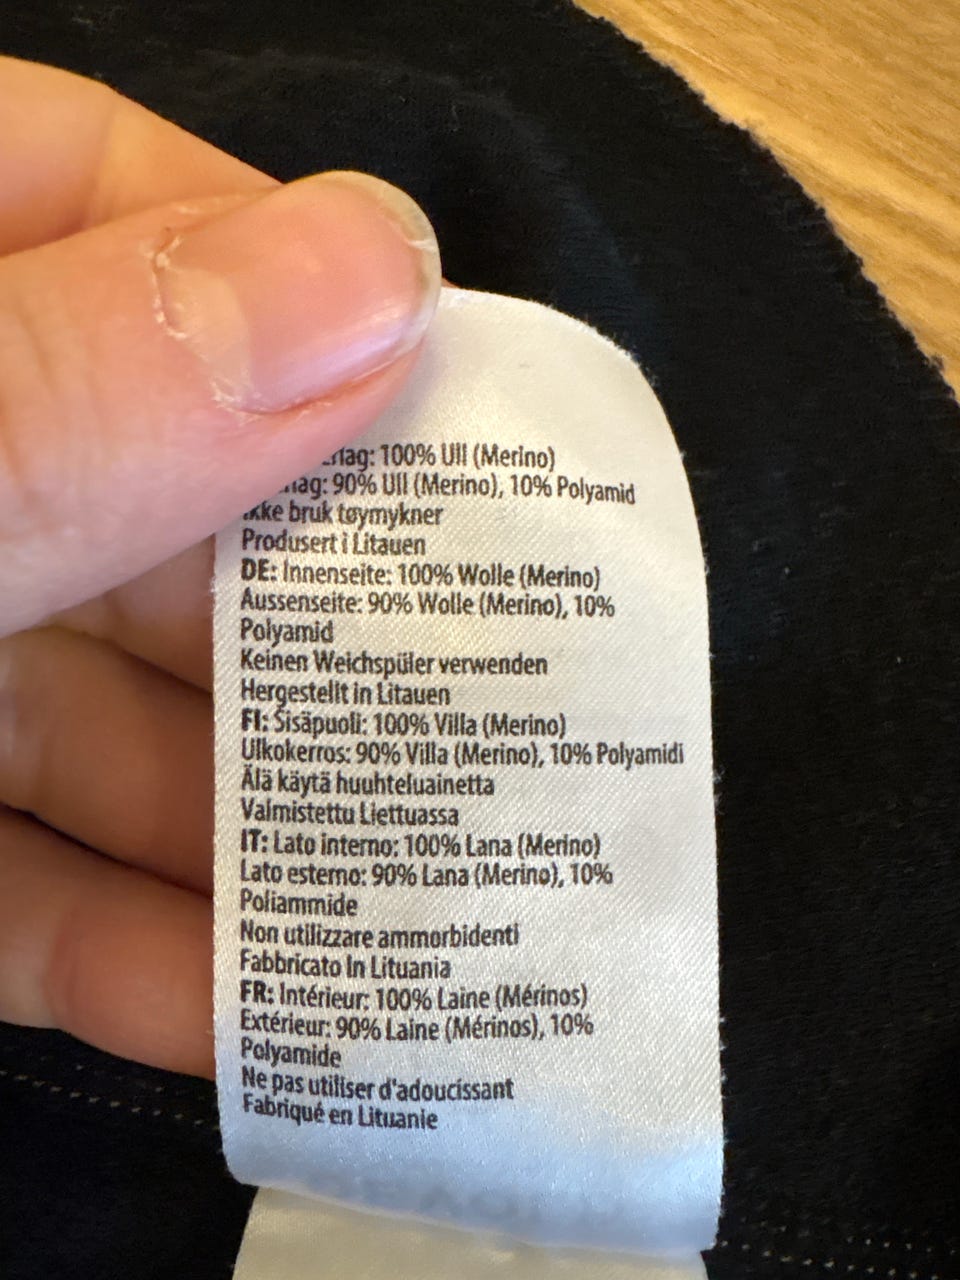 100% Ull (Merino)
90% Ull (Merino), 10% Polyamid
bruk tøymykner
Produsert i Litauen
DE: Innenseite: 100% Wolle (Merino)
Aussenseite: 90% Wolle (Merino), 10%
Polyamid
Keinen Weichspüler verwenden
Hergestellt in Litauen
FI: Sisäpuoli: 100% Villa (Merino)
Ulkokerros: 90% Villa (Merino), 10% Polyamidi
Älä käytä huuhteluainetta
Valmistettu Liettuassa
IT: Lato interno: 100% Lana (Merino)
Lato esterno: 90% Lana (Merino), 10%
Poliammide
Non utilizzare ammorbidenti
Fabbricato in Lituania
FR: Intérieur: 100% Laine (Mérinos)
Extérieur: 90% Laine (Mérinos), 10%
Polyamide
Ne pas utiliser d'adoucissant
Fabriqué en Lituanie